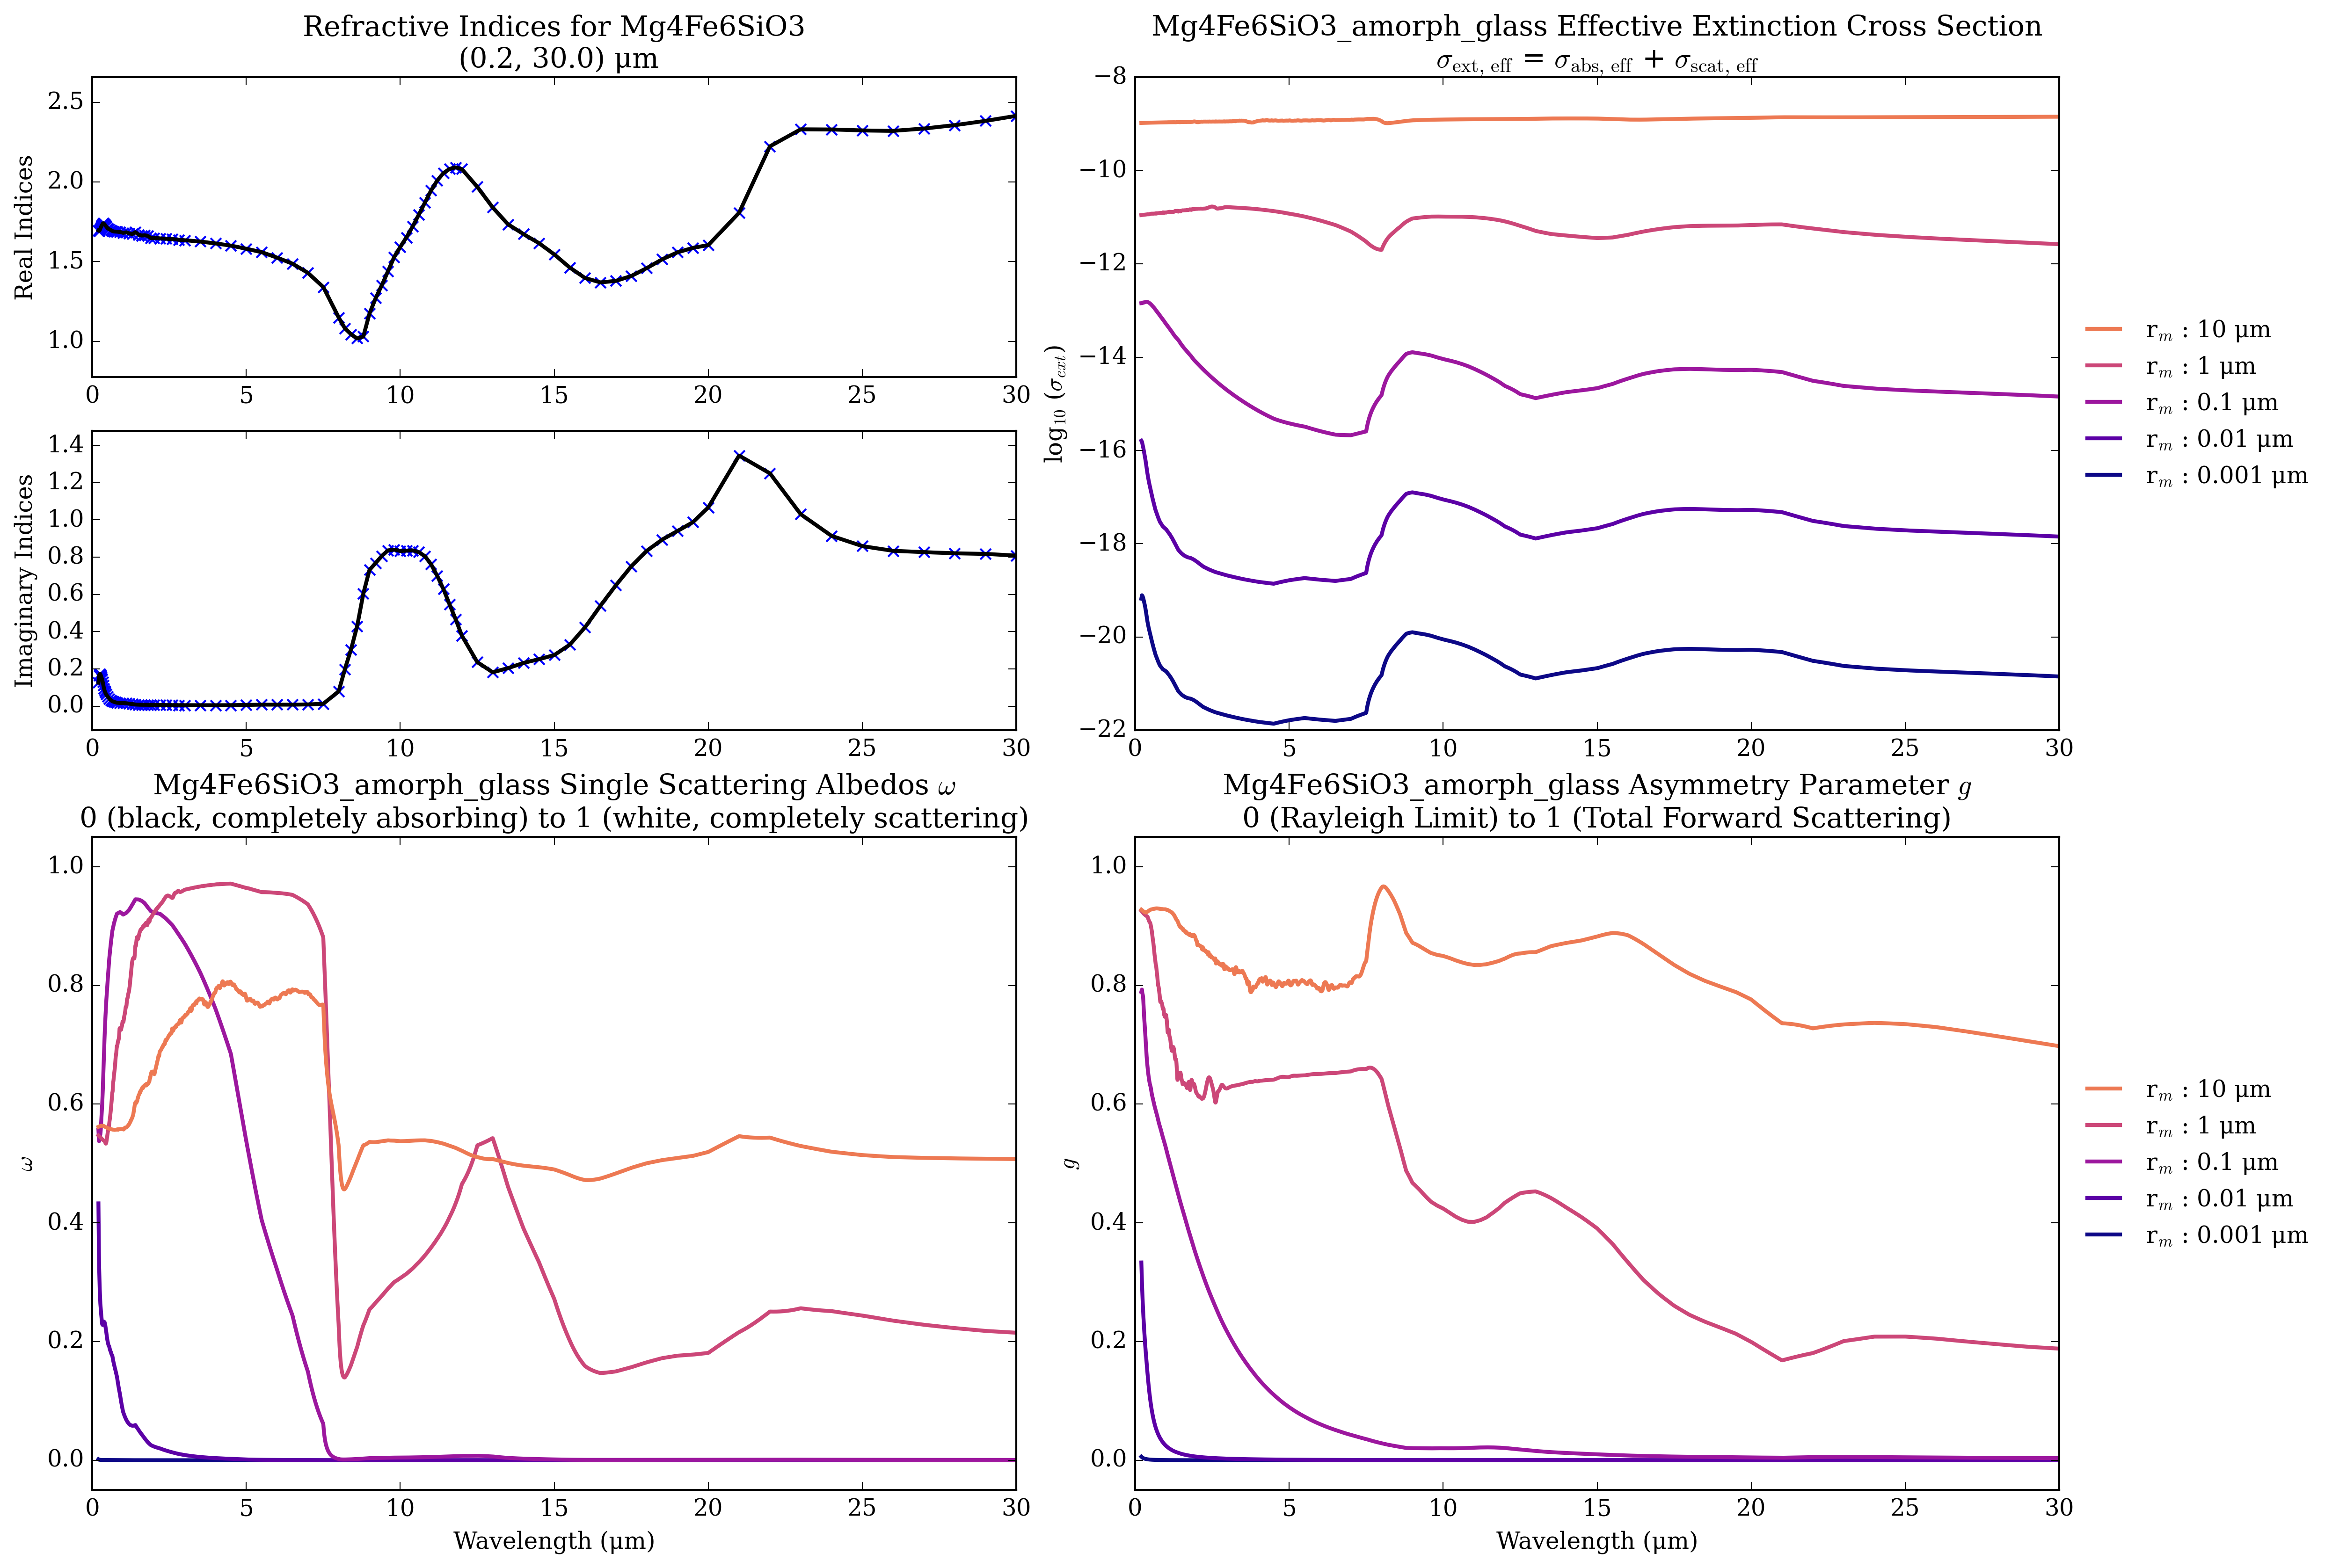 Refractive Indices for Mg4Fe6SiO3
(0.2, 30.0) µm
Real Indices
2.5
2.0
1.5
1.0
0 5 10 15 20 25 30
Imaginary Indices
1.4
1.2
1.0
0.8
0.6
0.4
0.2
0.0
0 5 10 15 20 25 30
Mg4Fe6SiO3_amorph_glass Effective Extinction Cross Section
σext, eff = σabs, eff + σscat, eff
log10 (σext)
−8
−10
−12
−14
−16
−18
−20
−22
0 5 10 15 20 25 30
rm : 10 µm
rm : 1 µm
rm : 0.1 µm
rm : 0.01 µm
rm : 0.001 µm
Mg4Fe6SiO3_amorph_glass Single Scattering Albedos ω
0 (black, completely absorbing) to 1 (white, completely scattering)
ω
1.0
0.8
0.6
0.4
0.2
0.0
0 5 10 15 20 25 30
Wavelength (µm)
Mg4Fe6SiO3_amorph_glass Asymmetry Parameter g
0 (Rayleigh Limit) to 1 (Total Forward Scattering)
g
1.0
0.8
0.6
0.4
0.2
0.0
0 5 10 15 20 25 30
Wavelength (µm)
rm : 10 µm
rm : 1 µm
rm : 0.1 µm
rm : 0.01 µm
rm : 0.001 µm